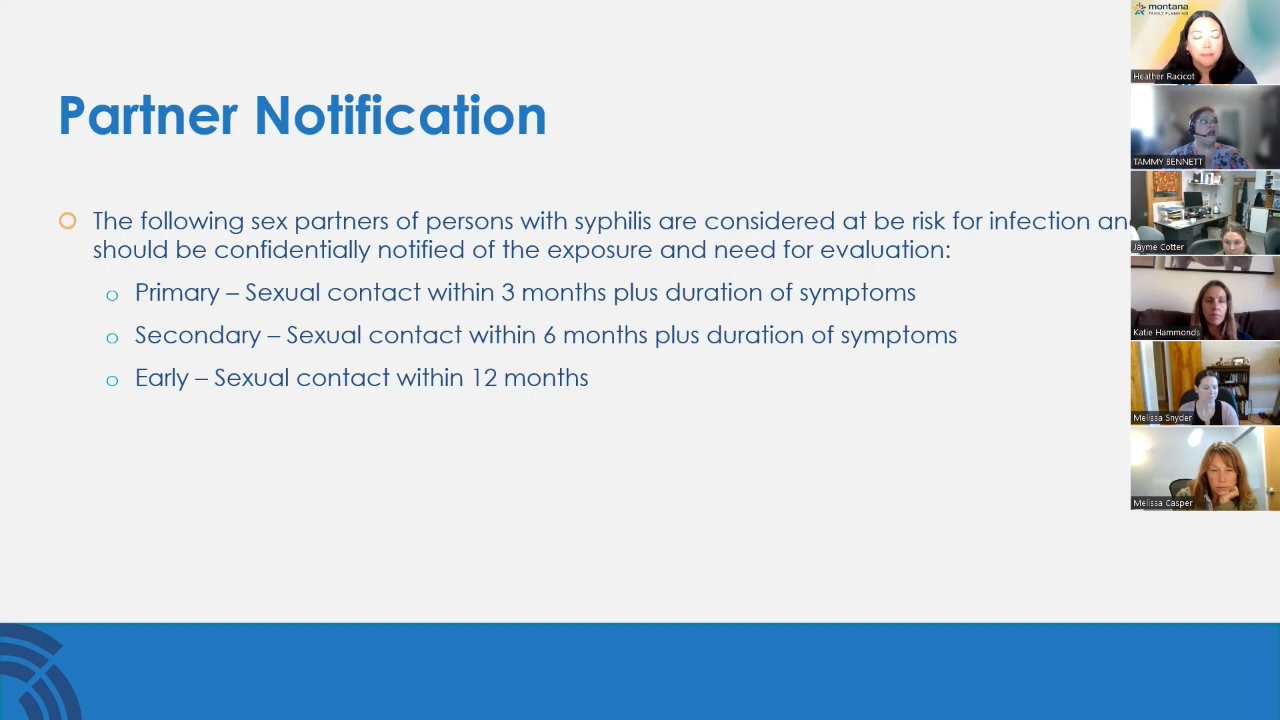 Partner Notification
The following sex partners of persons with syphilis are considered at be risk for infection an
should be confidentially notified of the exposure and need for evaluation:
Primary – Sexual contact within 3 months plus duration of symptoms
Secondary – Sexual contact within 6 months plus duration of symptoms
Early – Sexual contact within 12 months
montana
FAMILY PLANNING
Heather Racicot
TAMMY BENNETT
Jayme Cotter
Katie Hammonds
Melissa Snyder
Melissa Casper